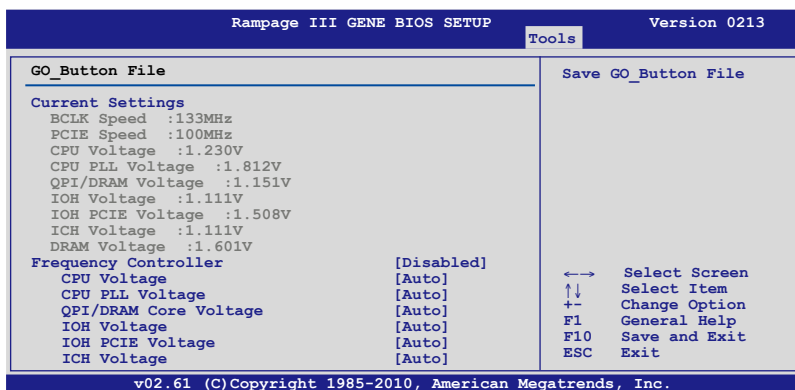 Rampage III GENE BIOS SETUP Version 0213
Tools
GO_Button File
Current Settings
BCLK Speed :133MHz
PCIE Speed :100MHz
CPU Voltage :1.230V
CPU PLL Voltage :1.812V
QPI/DRAM Voltage :1.151V
IOH Voltage :1.111V
IOH PCIE Voltage :1.508V
ICH Voltage :1.111V
DRAM Voltage :1.601V
Frequency Controller [Disabled]
CPU Voltage [Auto]
CPU PLL Voltage [Auto]
QPI/DRAM Core Voltage [Auto]
IOH Voltage [Auto]
IOH PCIE Voltage [Auto]
ICH Voltage [Auto]
Save GO_Button File
←→ Select Screen
↑↓ Select Item
+- Change Option
F1 General Help
F10 Save and Exit
ESC Exit
v02.61 (C)Copyright 1985-2010, American Megatrends, Inc.